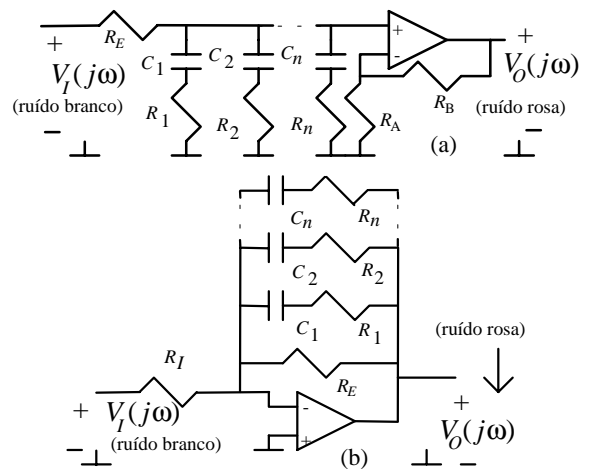 R_E
+ C_1 C_2 C_n + -
V_I(jω) V_O(jω)
(ruído branco) R_1 R_2 R_n R_A R_B (ruído rosa)
- (a) -
C_n R_n
C_2 R_2
C_1 R_1
(ruído rosa)
R_I R_E
+ V_I(jω) - + V_O(jω)
(ruído branco) +
- (b) -